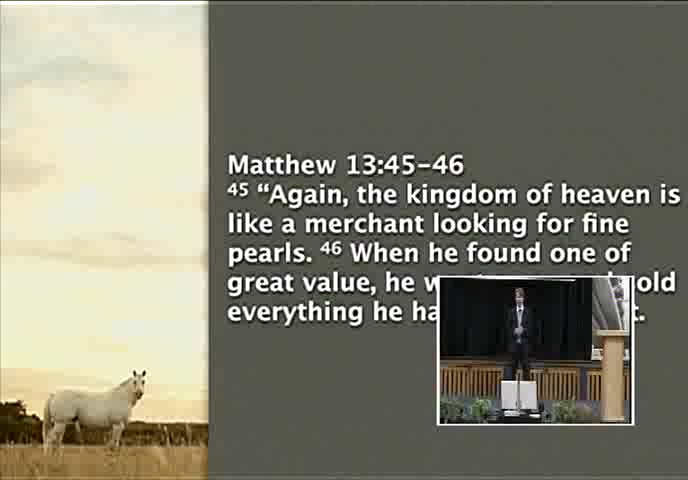 Matthew 13:45-46
45 “Again, the kingdom of heaven is
like a merchant looking for fine
pearls. 46 When he found one of
great value, he
everything he